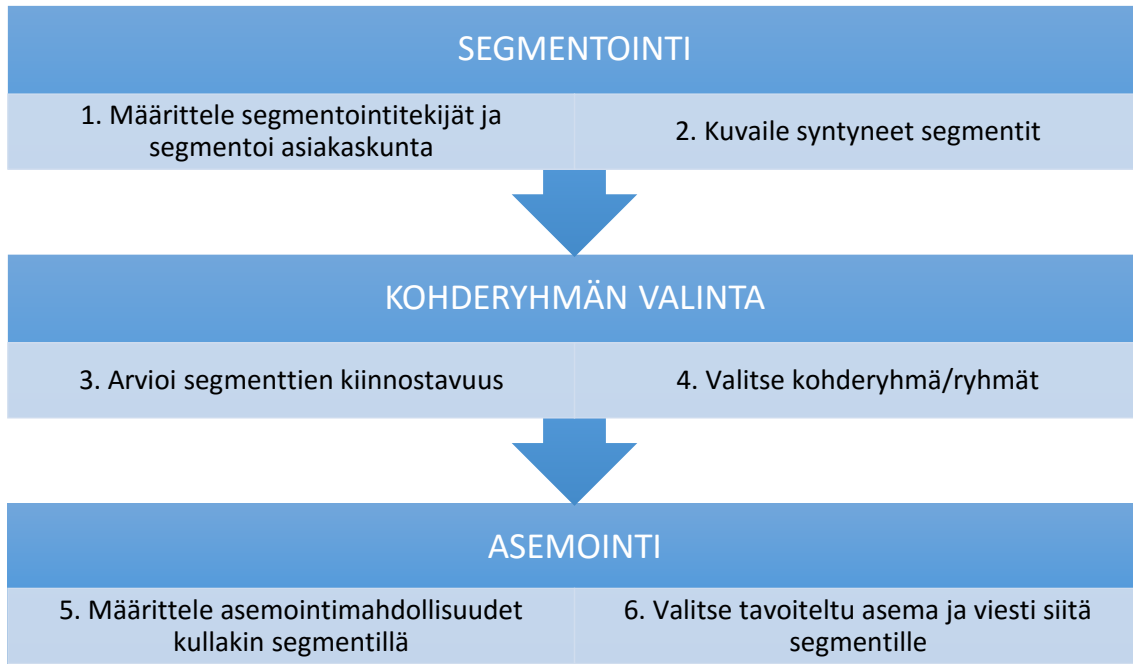 SEGMENTOINTI
1. Määrittele segmentointitekijät ja
segmentoi asiakaskunta
2. Kuvaile syntyneet segmentit
KOHDERYHMÄN VALINTA
3. Arvioi segmenttien kiinnostavuus
4. Valitse kohderyhmä/ryhmät
ASEMOINTI
5. Määrittele asemointimahdollisuudet
kullakin segmentillä
6. Valitse tavoiteltu asema ja viesti siitä
segmentille